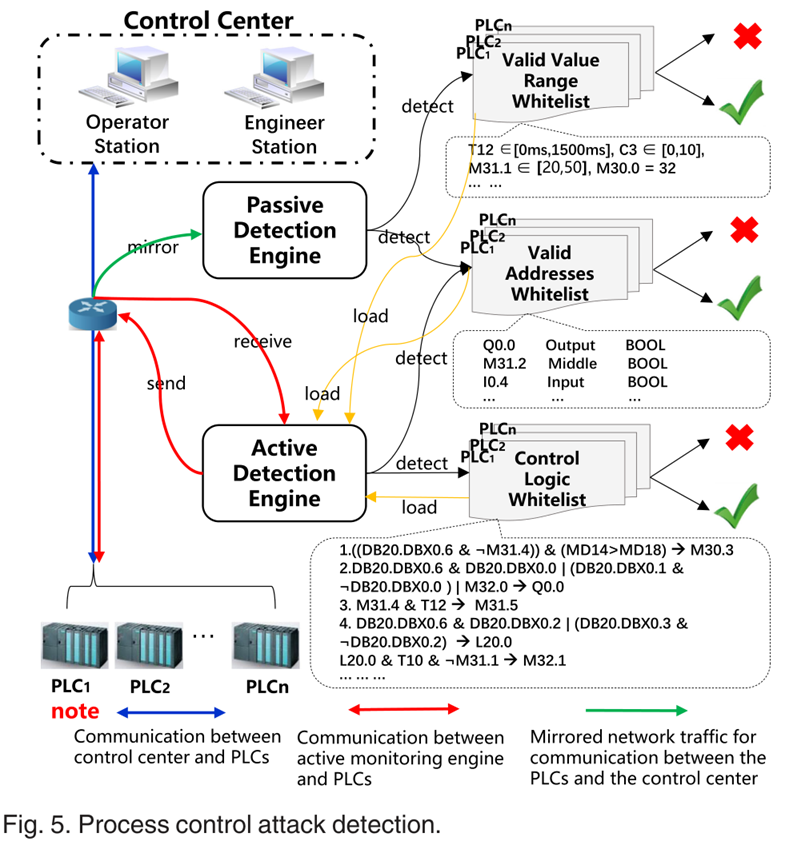 Control Center
Operator
Station
Engineer
Station
PLCn
PLC2
PLC1
Valid Value
Range
Whitelist
detect
T12 ∈[0ms,1500ms], C3 ∈ [0,10],
M31.1 ∈ [20,50], M30.0 = 32
... ...
Passive
Detection
Engine
mirror
detect
PLCn
PLC2
PLC1
Valid
Addresses
Whitelist
load
receive
detect
Q0.0 Output BOOL
M31.2 Middle BOOL
I0.4 Input BOOL
... ... ...
send
load
Active
Detection
Engine
PLCn
PLC2
PLC1
Control
Logic
Whitelist
detect
load
1.((DB20.DBX0.6 & ¬M31.4)) & (MD14>MD18) → M30.3
2.DB20.DBX0.6 & DB20.DBX0.0 | (DB20.DBX0.1 &
¬DB20.DBX0.0 ) | M32.0 → Q0.0
3. M31.4 & T12 → M31.5
4. DB20.DBX0.6 & DB20.DBX0.2 | (DB20.DBX0.3 &
¬DB20.DBX0.2) → L20.0
L20.0 & T10 & ¬M31.1 → M32.1
... ... ...
...
PLC1 PLC2 PLCn
note
Communication between
control center and PLCs
Communication between
active monitoring engine
and PLCs
Mirrored network traffic for
communication between the
PLCs and the control center
Fig. 5. Process control attack detection.